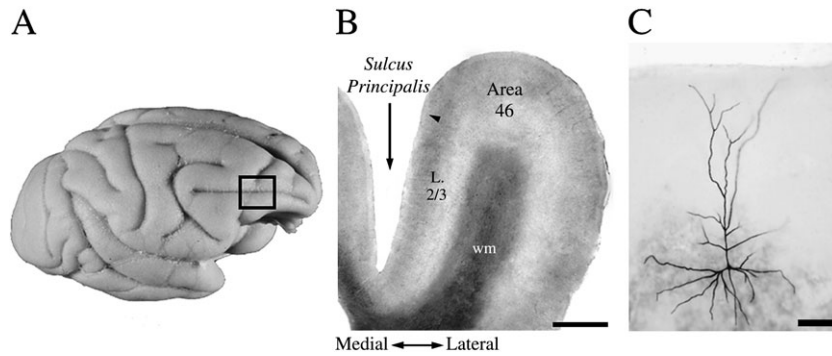 A
B
C
Sulcus
Principalis
Area
46
L.
2/3
wm
Medial
Lateral